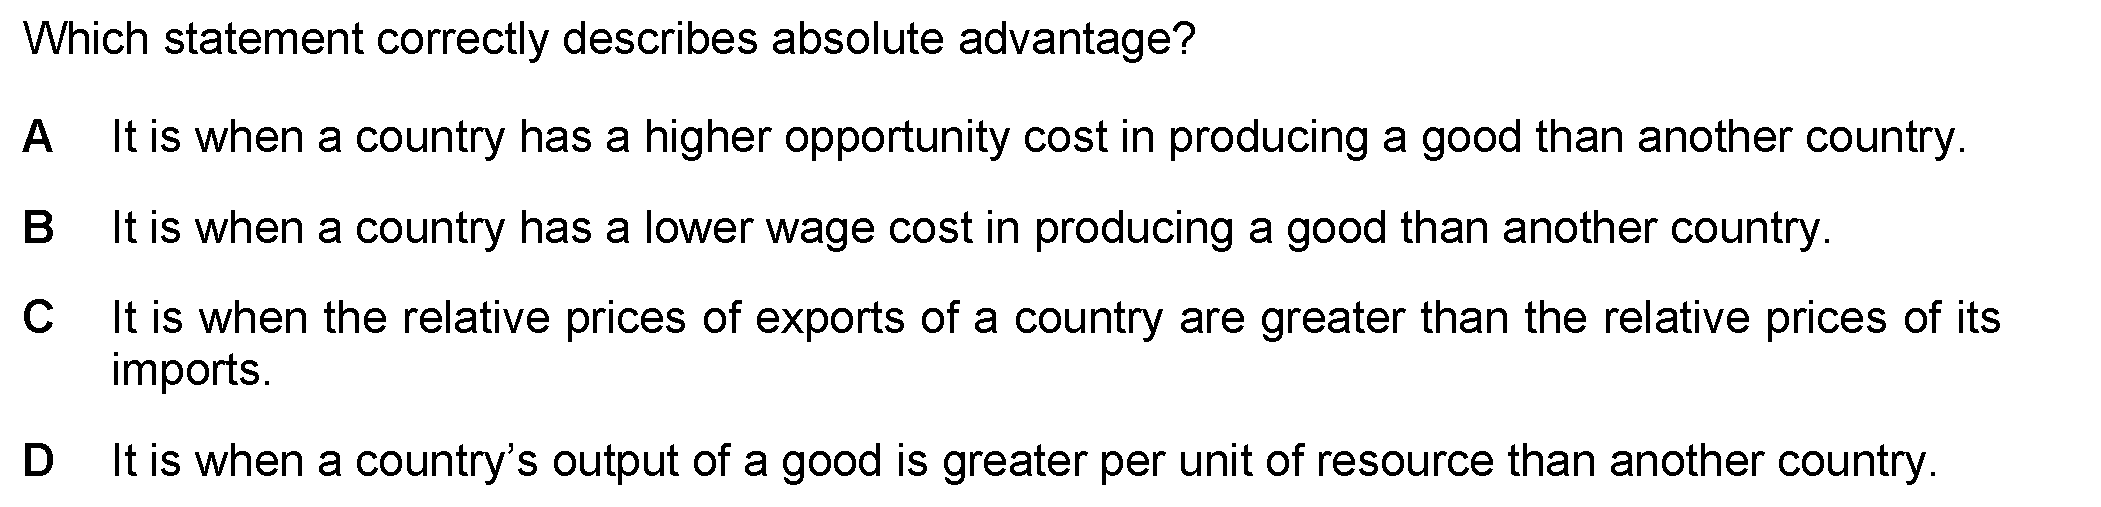 Which statement correctly describes absolute advantage?
A It is when a country has a higher opportunity cost in producing a good than another country.
B It is when a country has a lower wage cost in producing a good than another country.
C It is when the relative prices of exports of a country are greater than the relative prices of its
imports.
D It is when a country’s output of a good is greater per unit of resource than another country.